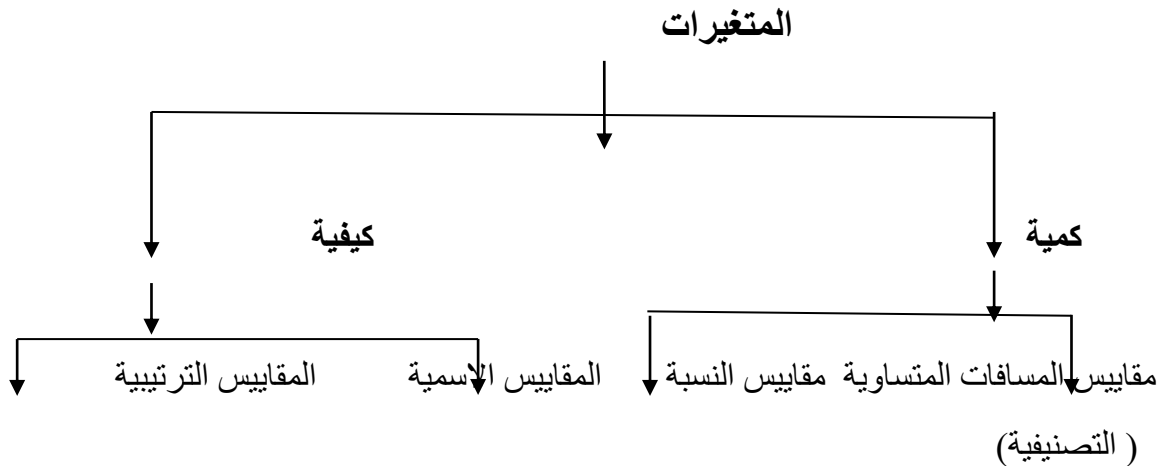 المتغيرات
كمية كيفية
مقاييس المسافات المتساوية مقاييس النسبة المقاييس الاسمية المقاييس الترتيبية
( التصنيفية)